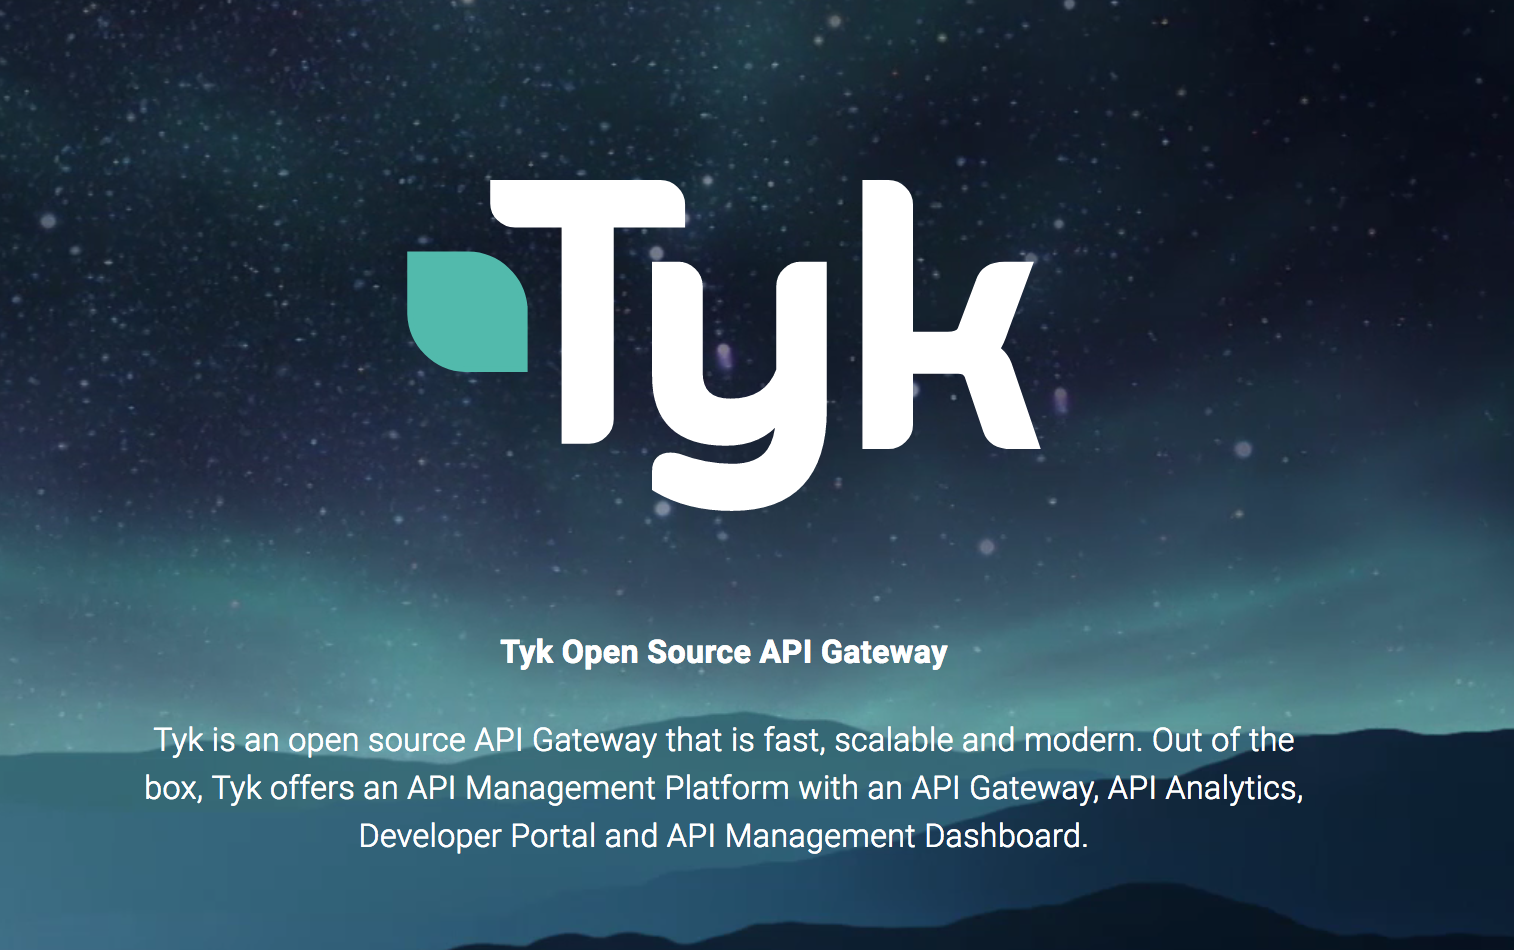 Tyk
Tyk Open Source API Gateway
Tyk is an open source API Gateway that is fast, scalable and modern. Out of the
box, Tyk offers an API Management Platform with an API Gateway, API Analytics,
Developer Portal and API Management Dashboard.